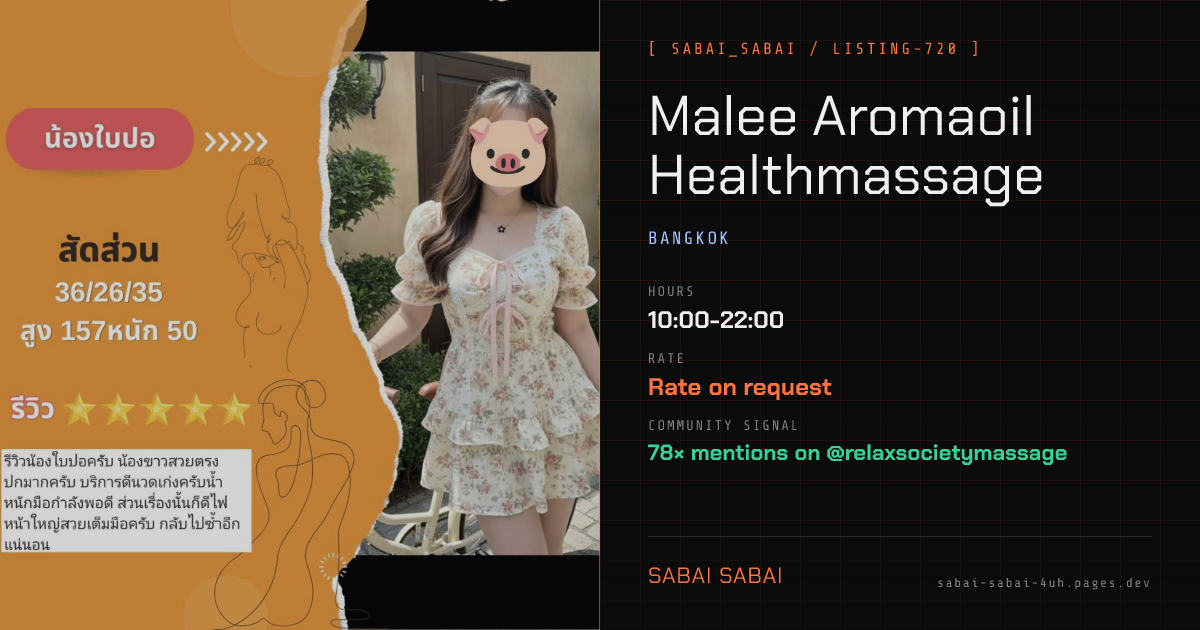 น้องใบปอ
สัดส่วน
36/26/35
สูง 157หนัก 50
รีวิว
รีวิวน้องใบปอครับ น้องขาวสวยตรง
ปกมากครับ บริการดีนวดเก่งครับน้ำ
หนักมือกำลังพอดี ส่วนเรื่องนั้นก็ดีไฟ
หน้าใหญ่สวยเต็มมือครับ กลับไปซ้ำอีก
แน่นอน
[ SABAI_SABAI / LISTING-720 ]
Malee Aromaoil
Healthmassage
BANGKOK
HOURS
10:00-22:00
RATE
Rate on request
COMMUNITY SIGNAL
78× mentions on @relaxsocietymassage
SABAI SABAI
sabai-sabai-4uh.pages.dev